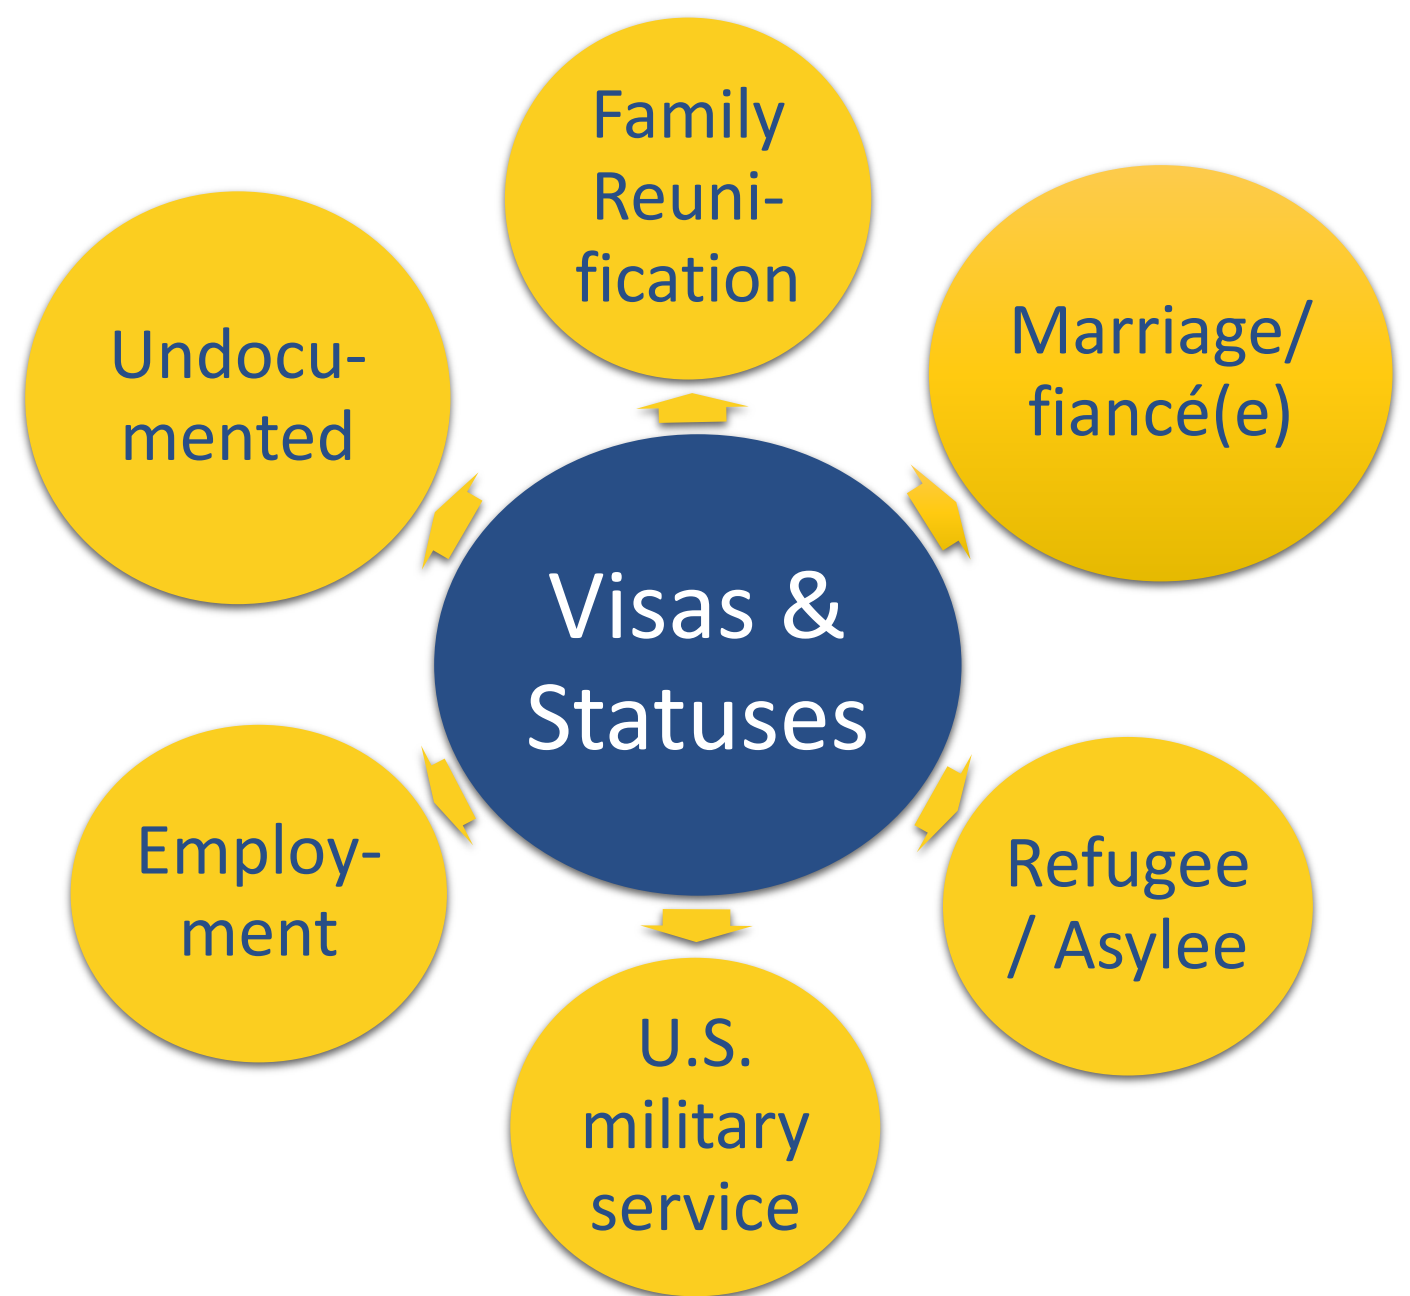 Family
Reuni-
fication
Marriage/
fiancé(e)
Refugee
/ Asylee
U.S.
military
service
Employ-
ment
Undocu-
mented
Visas &
Statuses